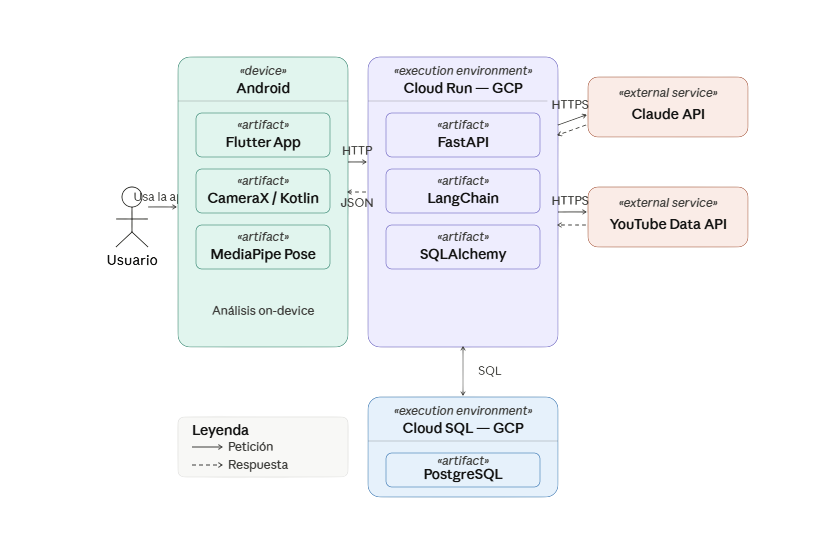 «device»
Android
«artifact»
Flutter App
«artifact»
CameraX / Kotlin
«artifact»
MediaPipe Pose
Análisis on-device
Usa la
Usuario
HTTP
JSON
«execution environment»
Cloud Run — GCP
«artifact»
FastAPI
«artifact»
LangChain
«artifact»
SQLAlchemy
HTTPS
«external service»
Claude API
HTTPS
«external service»
YouTube Data API
SQL
«execution environment»
Cloud SQL — GCP
«artifact»
PostgreSQL
Leyenda
Petición
Respuesta